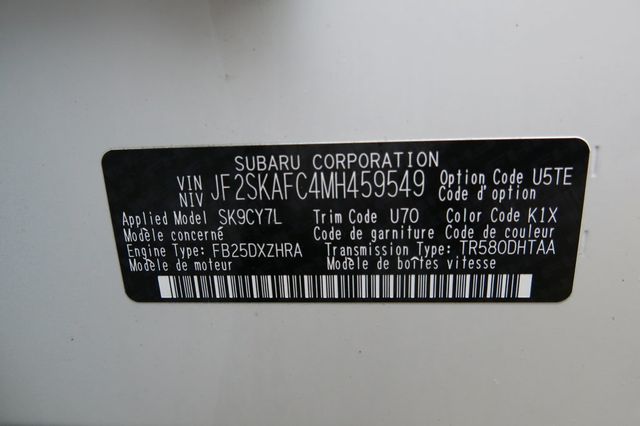 SUBARU CORPORATION
VIN NIV JF2SKAFC4MH459549 Option Code U5TE
Code d'option
Applied Model SK9CY7L Trim Code U70 Color Code K1X
Modèle concerné Code de garniture Code de couleur
Engine Type: FB25DXZHRA Transmission Type: TR580DHTAA
Modèle de moteur Modèle de boîtes vitesse